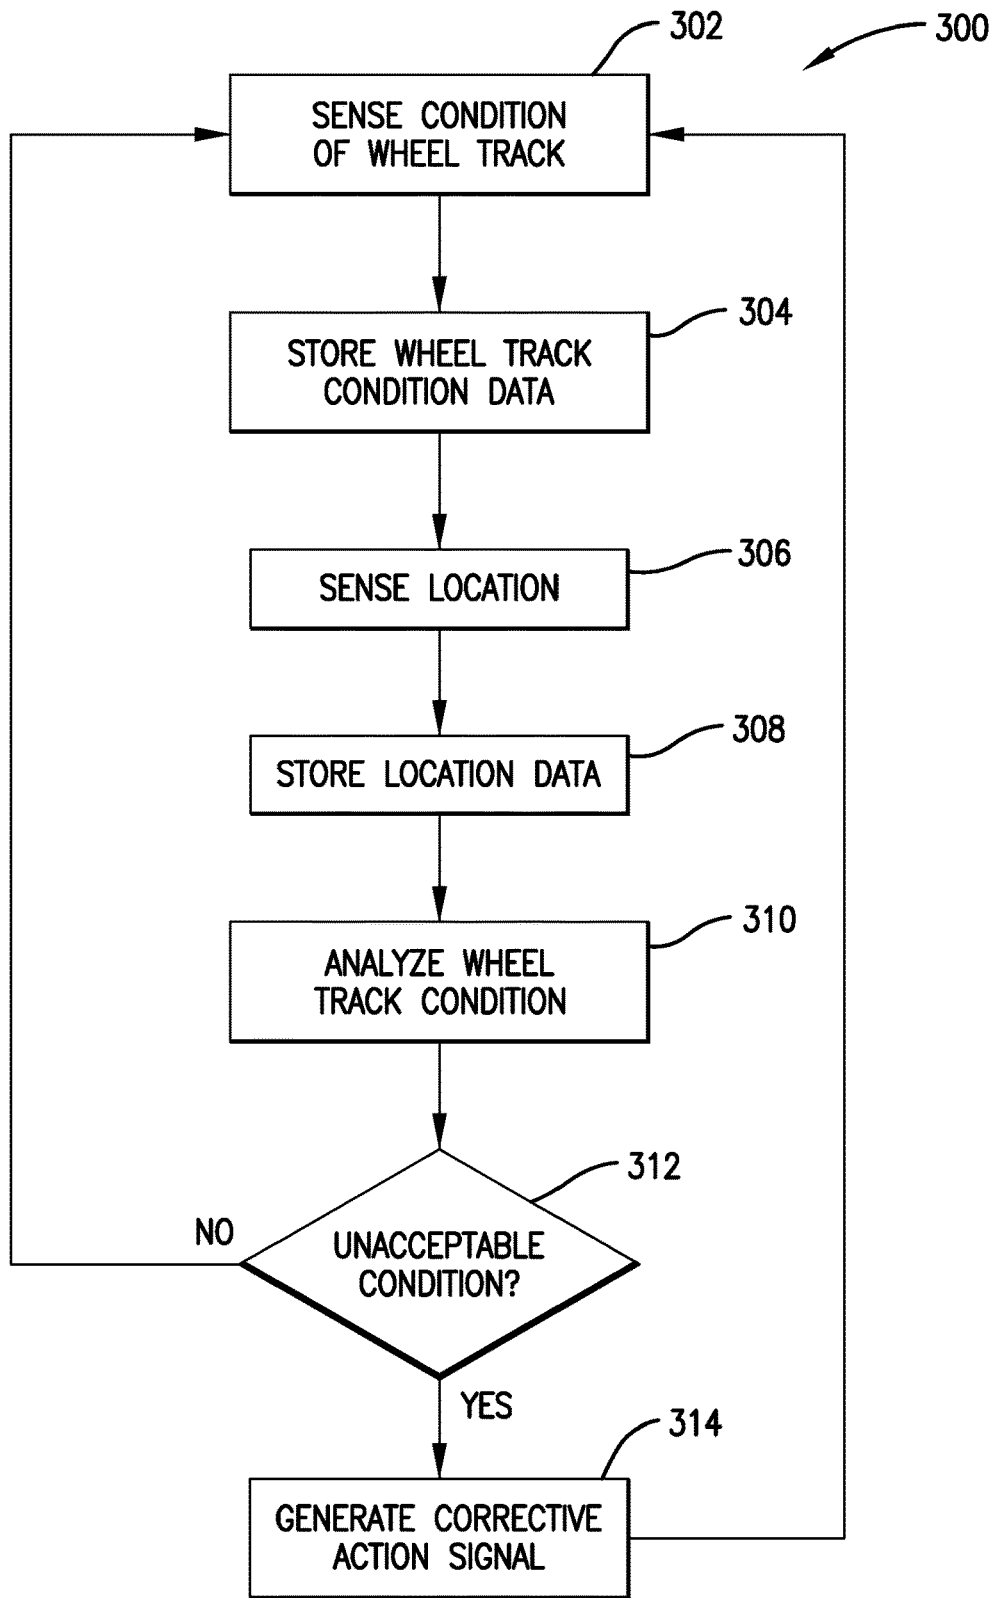 302
300
SENSE CONDITION
OF WHEEL TRACK
304
STORE WHEEL TRACK
CONDITION DATA
306
SENSE LOCATION
308
STORE LOCATION DATA
310
ANALYZE WHEEL
TRACK CONDITION
312
NO
UNACCEPTABLE
CONDITION?
YES
314
GENERATE CORRECTIVE
ACTION SIGNAL